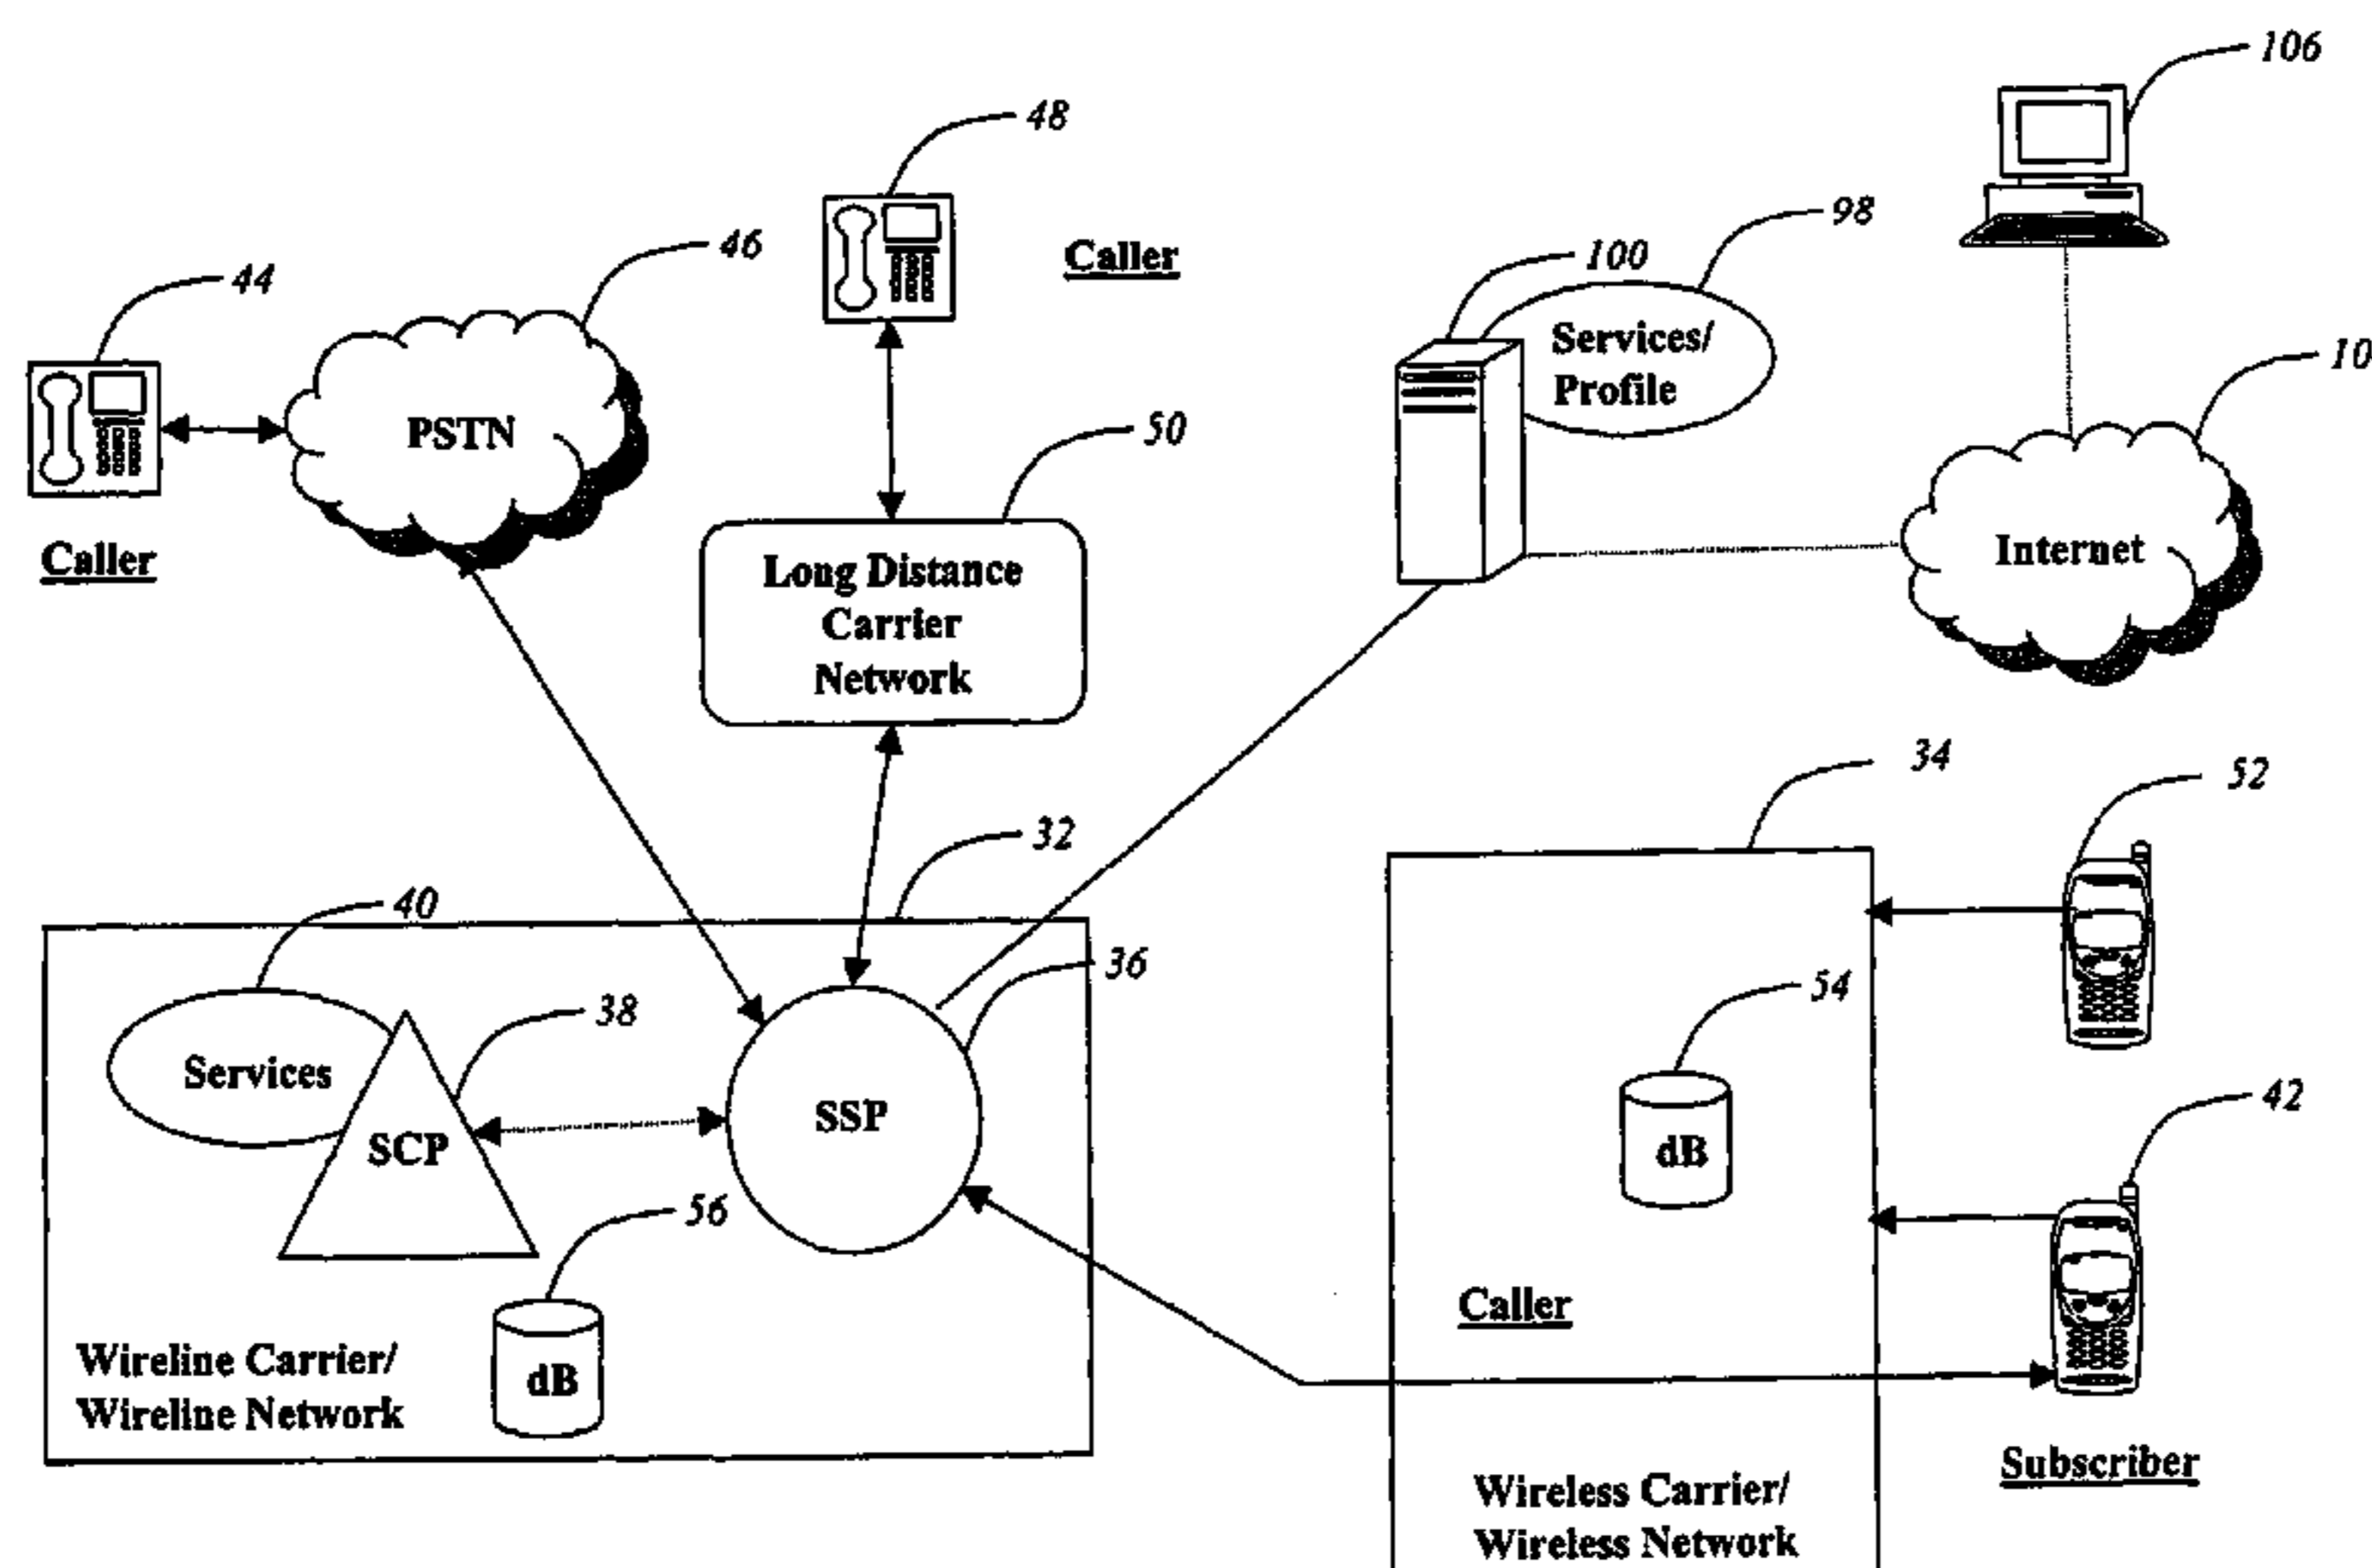 106
48
98
46
Caller
100
44
Services/
Profile
10
PSTN
50
Internet
Caller
Long Distance
Carrier
Network
34
52
32
40
36
54
38
Services
SSP
42
SCP
dB
56
Caller
Wireline Carrier/
Wireline Network
dB
Subscriber
Wireless Carrier/
Wireless Network